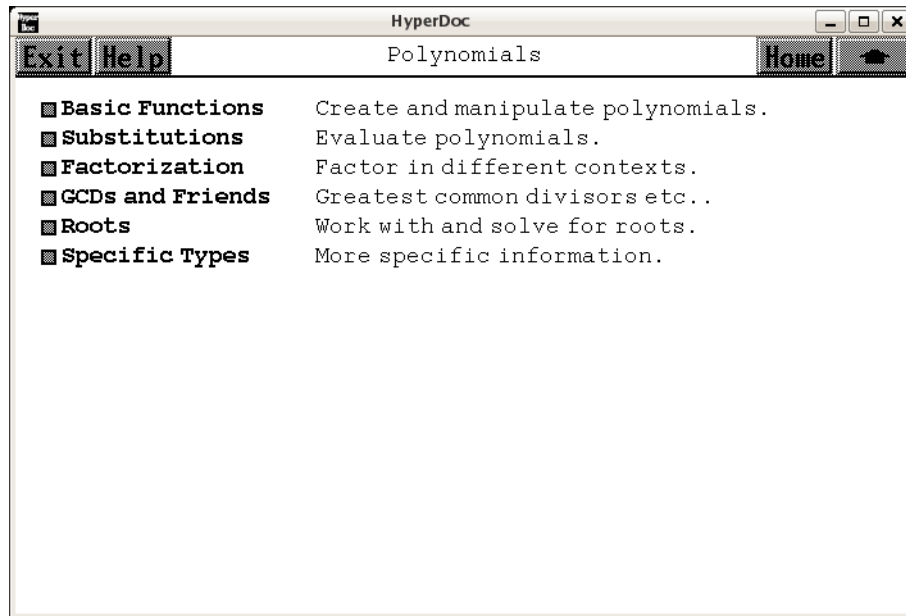 Hyper Doc
HyperDoc
Exit Help Polynomials Home
Basic Functions Create and manipulate polynomials.
Substitutions Evaluate polynomials.
Factorization Factor in different contexts.
GCDs and Friends Greatest common divisors etc..
Roots Work with and solve for roots.
Specific Types More specific information.